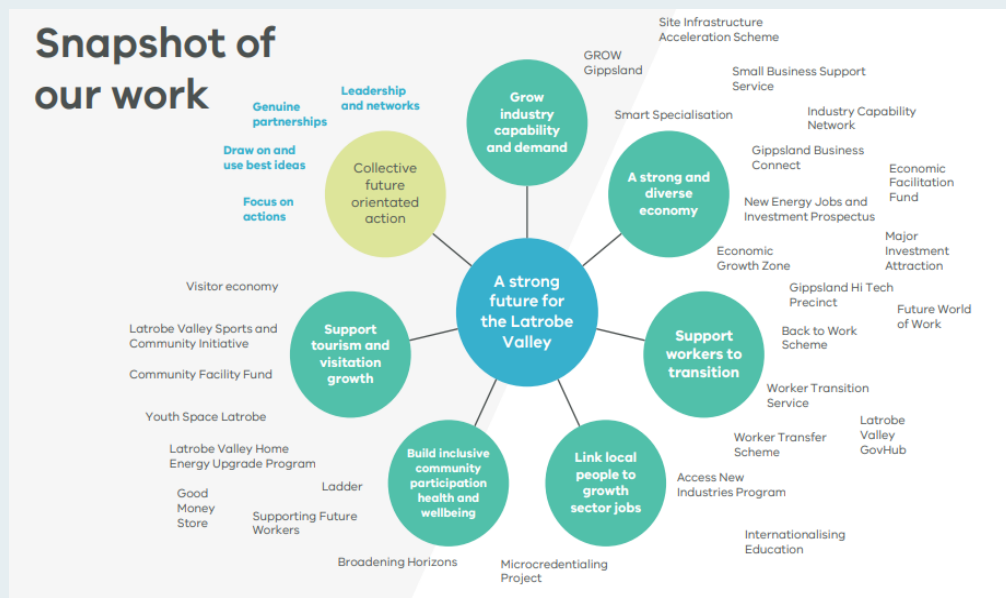 Snapshot of
our work
Genuine
partnerships
Leadership
and networks
Draw on and
use best ideas
Focus on
actions
Collective
future
orientated
action
Grow
industry
capability
and demand
GROW
Gippsland
Site Infrastructure
Acceleration Scheme
Smart Specialisation
Small Business Support
Service
Industry Capability
Network
A strong and
diverse
economy
Gippsland Business
Connect
Economic
Facilitation
Fund
New Energy Jobs and
Investment Prospectus
Major
Investment
Attraction
Economic
Growth Zone
A strong
future for
the Latrobe
Valley
Gippsland Hi Tech
Precinct
Future World
of Work
Support
workers to
transition
Back to Work
Scheme
Worker Transition
Service
Latrobe
Valley
GovHub
Worker Transfer
Scheme
Link local
people to
growth
sector jobs
Access New
Industries Program
Internationalising
Education
Microcredentialing
Project
Build inclusive
community
participation
health and
wellbeing
Broadening Horizons
Supporting Future
Workers
Ladder
Good
Money
Store
Latrobe Valley Home
Energy Upgrade Program
Youth Space Latrobe
Support
tourism and
visitation
growth
Community Facility Fund
Latrobe Valley Sports and
Community Initiative
Visitor economy